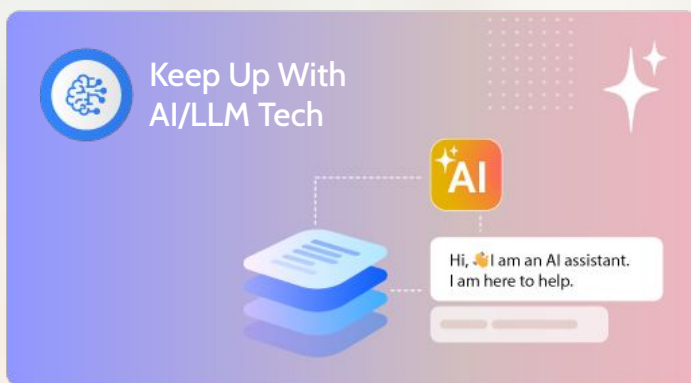 Keep Up With
AI/LLM Tech
AI
Hi, 👋 I am an AI assistant.
I am here to help.